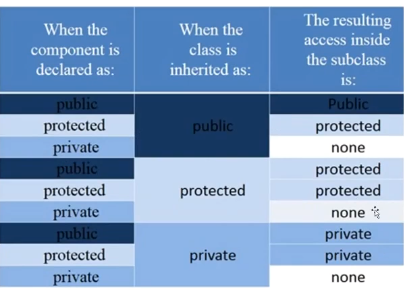 When the component is declared as: When the class is inherited as: The resulting access inside the subclass is:
public public Public
protected protected
private none
public protected protected
protected protected
private none
public private private
protected private
private none